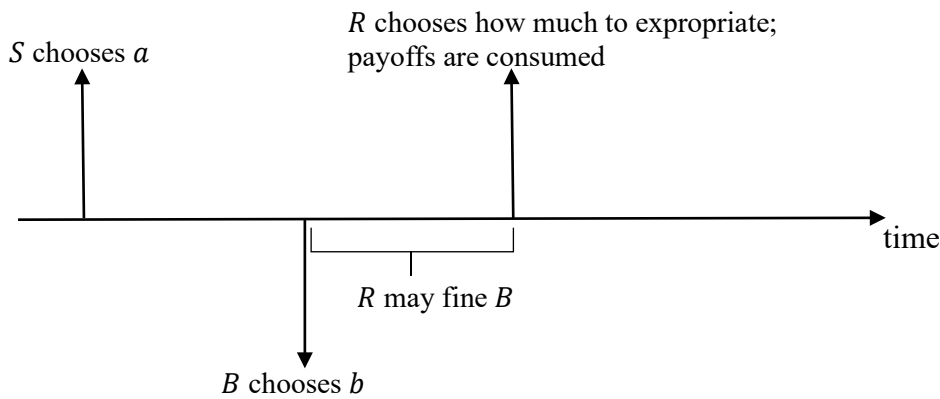 R chooses how much to expropriate;
payoffs are consumed
S chooses a
time
R may fine B
B chooses b